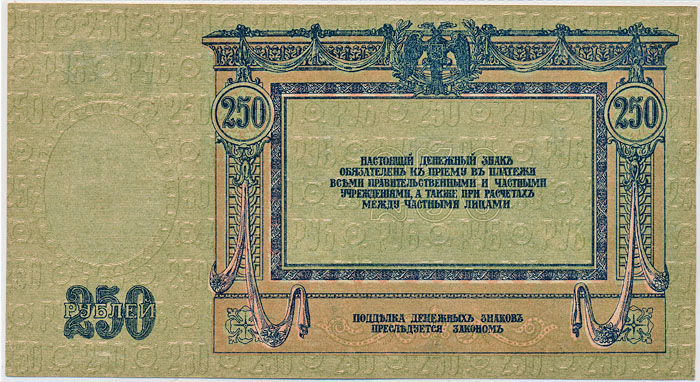 250
250
НАСТОЯЩІЙ ДЕНЕЖНЫЙ ЗНАКЪ
ОБЯЗАТЕЛЕНЪ КЪ ПРІЕМУ ВЪ ПЛАТЕЖИ
ВСѢМИ ПРАВИТЕЛЬСТВЕННЫМИ И ЧАСТНЫМИ
УЧРЕЖДЕНІЯМИ, А ТАКЖЕ ПРИ РАСЧЕТАХЪ
МЕЖДУ ЧАСТНЫМИ ЛИЦАМИ
250
РУБЛЕЙ
ПОДДѢЛКА ДЕНЕЖНЫХЪ ЗНАКОВЪ
ПРЕСЛѢДУЕТСЯ ЗАКОНОМЪ